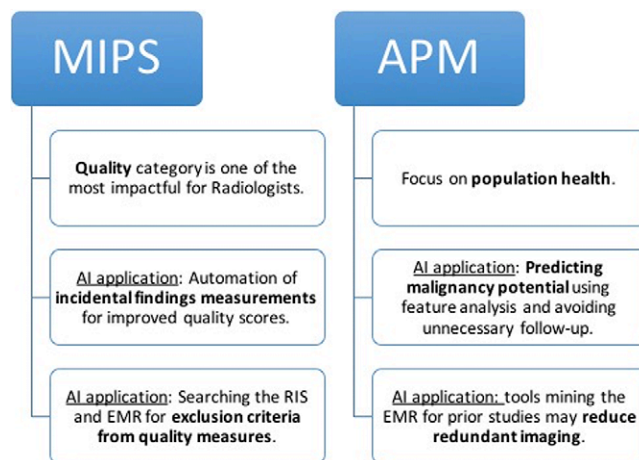 MIPS
Quality category is one of the
most impactful for Radiologists.
AI application: Automation of
incidental findings measurements
for improved quality scores.
AI application: Searching the RIS
and EMR for exclusion criteria
from quality measures.
APM
Focus on population health.
AI application: Predicting
malignancy potential using
feature analysis and avoiding
unnecessary follow-up.
AI application: tools mining the
EMR for prior studies may reduce
redundant imaging.